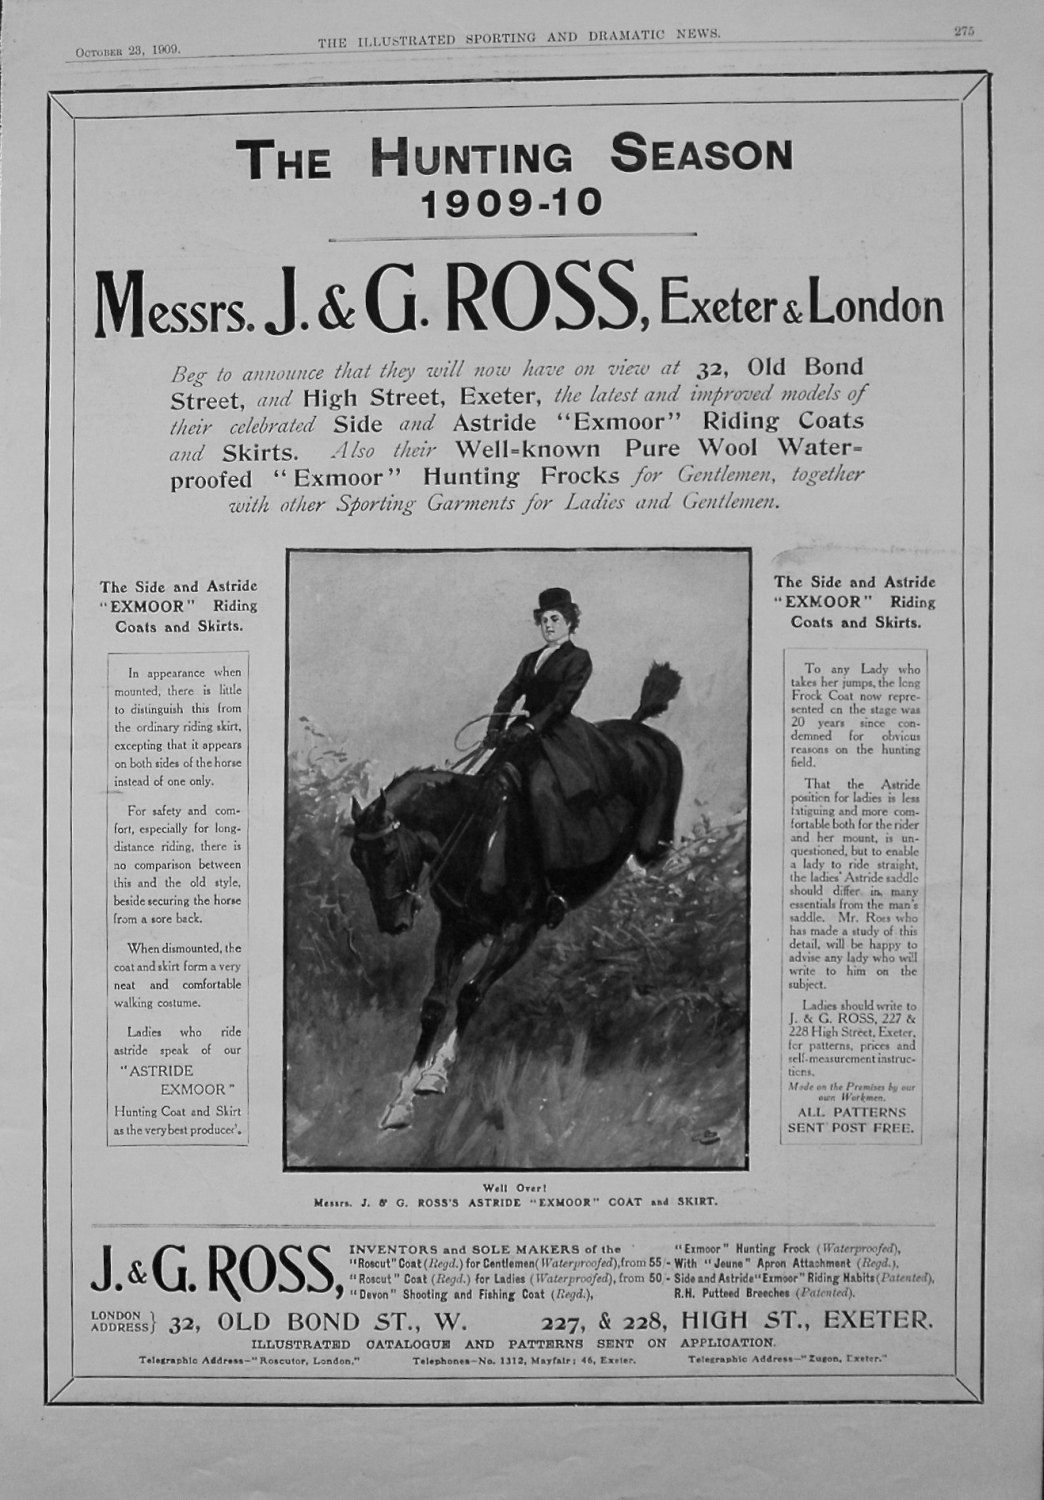 October 23, 1909.
THE ILLUSTRATED SPORTING AND DRAMATIC NEWS.
275
THE HUNTING SEASON
1909-10
Messrs. J. & G. ROSS, Exeter & London
Beg to announce that they will now have on view at 32, Old Bond
Street, and High Street, Exeter, the latest and improved models of
their celebrated Side and Astride "Exmoor" Riding Coats
and Skirts. Also their Well=known Pure Wool Water=
proofed "Exmoor" Hunting Frocks for Gentlemen, together
with other Sporting Garments for Ladies and Gentlemen.
The Side and Astride
"EXMOOR" Riding
Coats and Skirts.
In appearance when
mounted, there is little
to distinguish this from
the ordinary riding skirt,
excepting that it appears
on both sides of the horse
instead of one only.
For safety and com-
fort, especially for long-
distance riding, there is
no comparison between
this and the old style,
beside securing the horse
from a sore back.
When dismounted, the
coat and skirt form a very
neat and comfortable
walking costume.
Ladies who ride
astride speak of our
"ASTRIDE
EXMOOR"
Hunting Coat and Skirt
as the very best produced.
The Side and Astride
"EXMOOR" Riding
Coats and Skirts.
To any Lady who
takes her jumps, the long
Frock Coat now repre-
sented on the stage was
20 years since con-
demned for obvious
reasons on the hunting
field.
That the Astride
position for ladies is less
fatiguing and more com-
fortable both for the rider
and her mount, is un-
questioned, but to enable
a lady to ride straight,
the ladies' Astride saddle
should differ in many
essentials from the man's
saddle. Mr. Ross who
has made a study of this
detail, will be happy to
advise any lady who will
write to him on the
subject.
Ladies should write to
J. & G. ROSS, 227 &
228 High Street, Exeter,
for patterns, prices and
self-measurement instruc-
tions.
Made on the Premises by our
own Workmen.
ALL PATTERNS
SENT POST FREE.
Well Over!
Messrs. J. & G. ROSS'S ASTRIDE "EXMOOR" COAT and SKIRT.
J. & G. ROSS,
INVENTORS and SOLE MAKERS of the
"Roscut" Coat (Regd.) for Gentlemen (Waterproofed), from 55/-
"Roscut" Coat (Regd.) for Ladies (Waterproofed), from 50/-
"Devon" Shooting and Fishing Coat (Regd.),
"Exmoor" Hunting Frock (Waterproofed),
With "Jeune" Apron Attachment (Regd.),
Side and Astride "Exmoor" Riding Habits (Patented),
R.H. Putteed Breeches (Patented).
LONDON
ADDRESS} 32, OLD BOND ST., W. 227, & 228, HIGH ST., EXETER.
ILLUSTRATED CATALOGUE AND PATTERNS SENT ON APPLICATION.
Telegraphic Address—"Roscutor, London." Telephones—No. 1312, Mayfair; 46, Exeter. Telegraphic Address—"Zugon, Exeter."